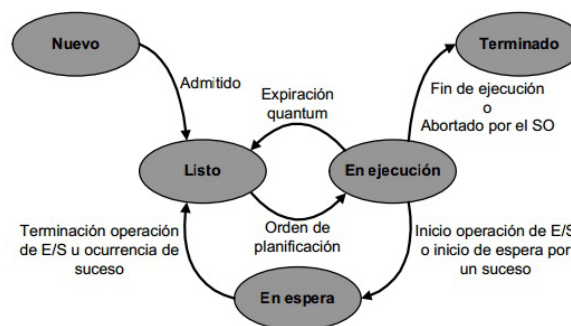 Nuevo
Terminado
Admitido
Expiración
quantum
Fin de ejecución
o
Abortado por el SO
Listo
En ejecución
Terminación operación
de E/S u ocurrencia de
suceso
Orden de
planificación
Inicio operación de E/S
o inicio de espera por
un suceso
En espera